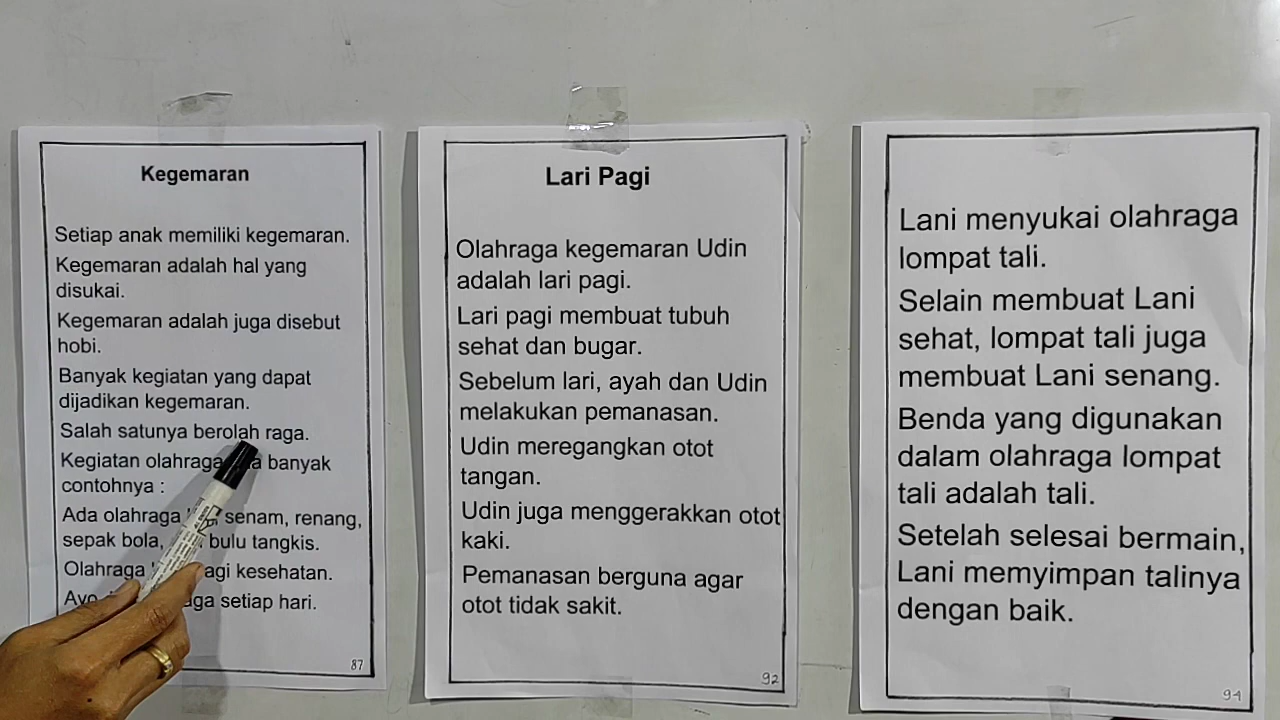 Kegemaran
Setiap anak memiliki kegemaran.
Kegemaran adalah hal yang
disukai.
Kegemaran adalah juga disebut
hobi.
Banyak kegiatan yang dapat
dijadikan kegemaran.
Salah satunya berolah raga.
Kegiatan olahraga banyak
contohnya :
Ada olahraga senam, renang,
sepak bola, bulu tangkis.
Olahraga kesehatan.
setiap hari.
87
Lari Pagi
Olahraga kegemaran Udin
adalah lari pagi.
Lari pagi membuat tubuh
sehat dan bugar.
Sebelum lari, ayah dan Udin
melakukan pemanasan.
Udin meregangkan otot
tangan.
Udin juga menggerakkan otot
kaki.
Pemanasan berguna agar
otot tidak sakit.
92
Lani menyukai olahraga
lompat tali.
Selain membuat Lani
sehat, lompat tali juga
membuat Lani senang.
Benda yang digunakan
dalam olahraga lompat
tali adalah tali.
Setelah selesai bermain,
Lani memyimpan talinya
dengan baik.
94